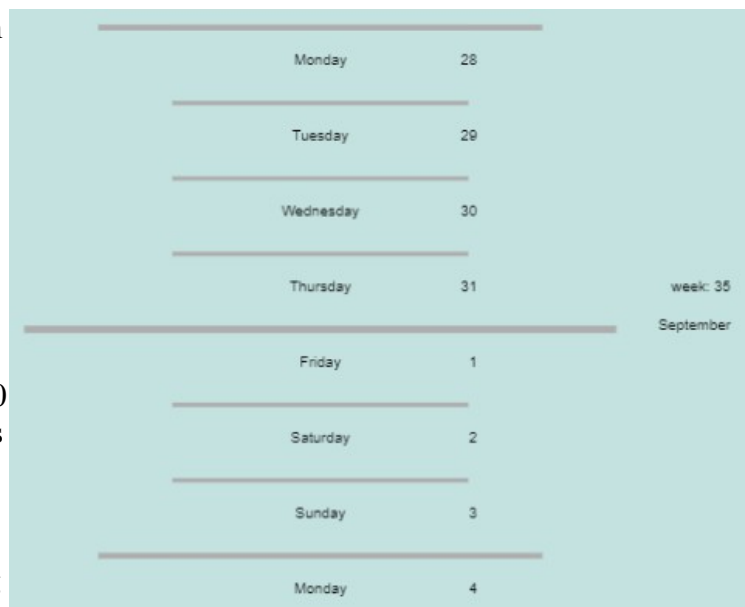 Monday 28
Tuesday 29
Wednesday 30
Thursday 31 week: 35
September
Friday 1
Saturday 2
Sunday 3
Monday 4